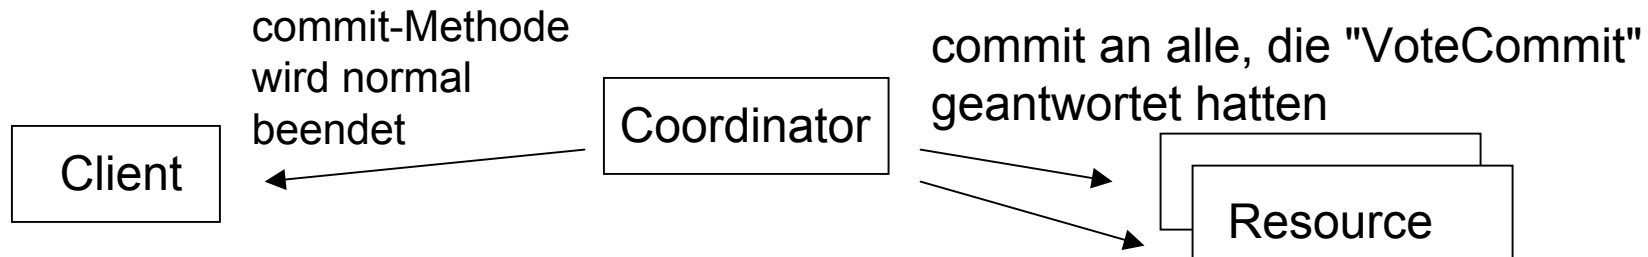 commit-Methode
wird normal
beendet
commit an alle, die "VoteCommit"
geantwortet hatten
Client
Coordinator
Resource